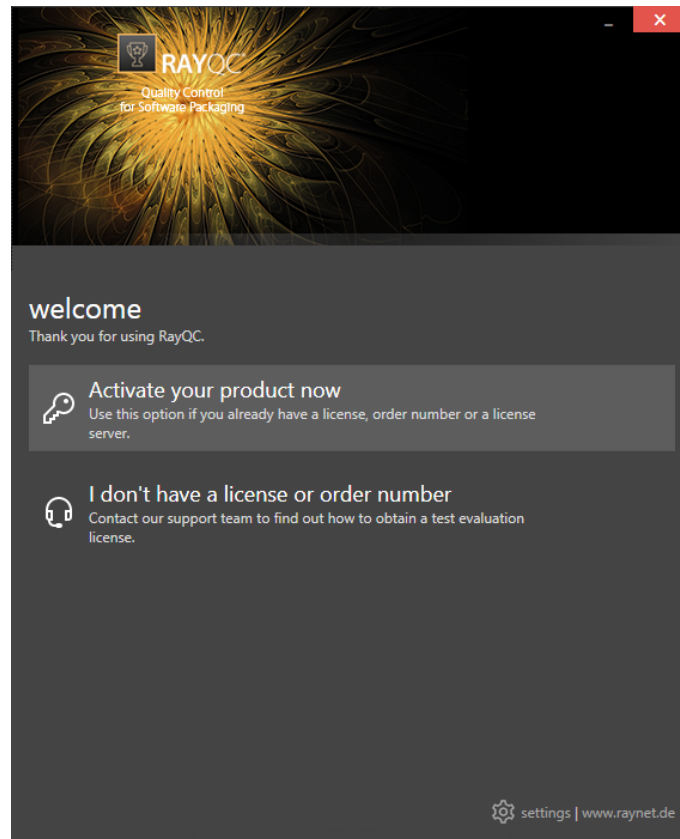 RAYQC
Quality Control
for Software Packaging
welcome
Thank you for using RayQC.
Activate your product now
Use this option if you already have a license, order number or a license
server.
I don't have a license or order number
Contact our support team to find out how to obtain a test evaluation
license.
settings | www.raynet.de